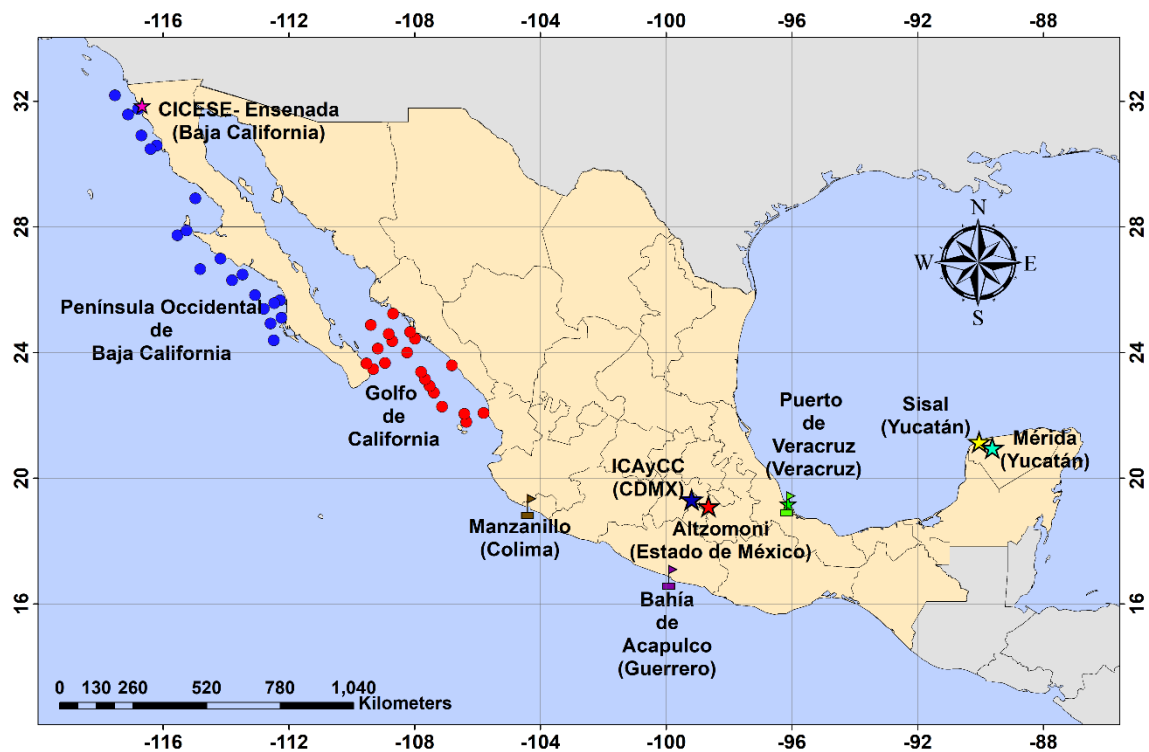 -116 -112 -108 -104 -100 -96 -92 -88
32 32
CICESE- Ensenada
(Baja California)
28 28
N
W E
S
Península Occidental
de
Baja California
24 24
Golfo
de
California
Puerto
de
Veracruz
(Veracruz)
Sisal
(Yucatán)
Mérida
(Yucatán)
20 20
ICAyCC
(CDMX)
Manzanillo
(Colima)
Altzomoni
(Estado de México)
16 16
Bahía
de
Acapulco
(Guerrero)
0 130 260 520 780 1,040
Kilometers
-116 -112 -108 -104 -100 -96 -92 -88